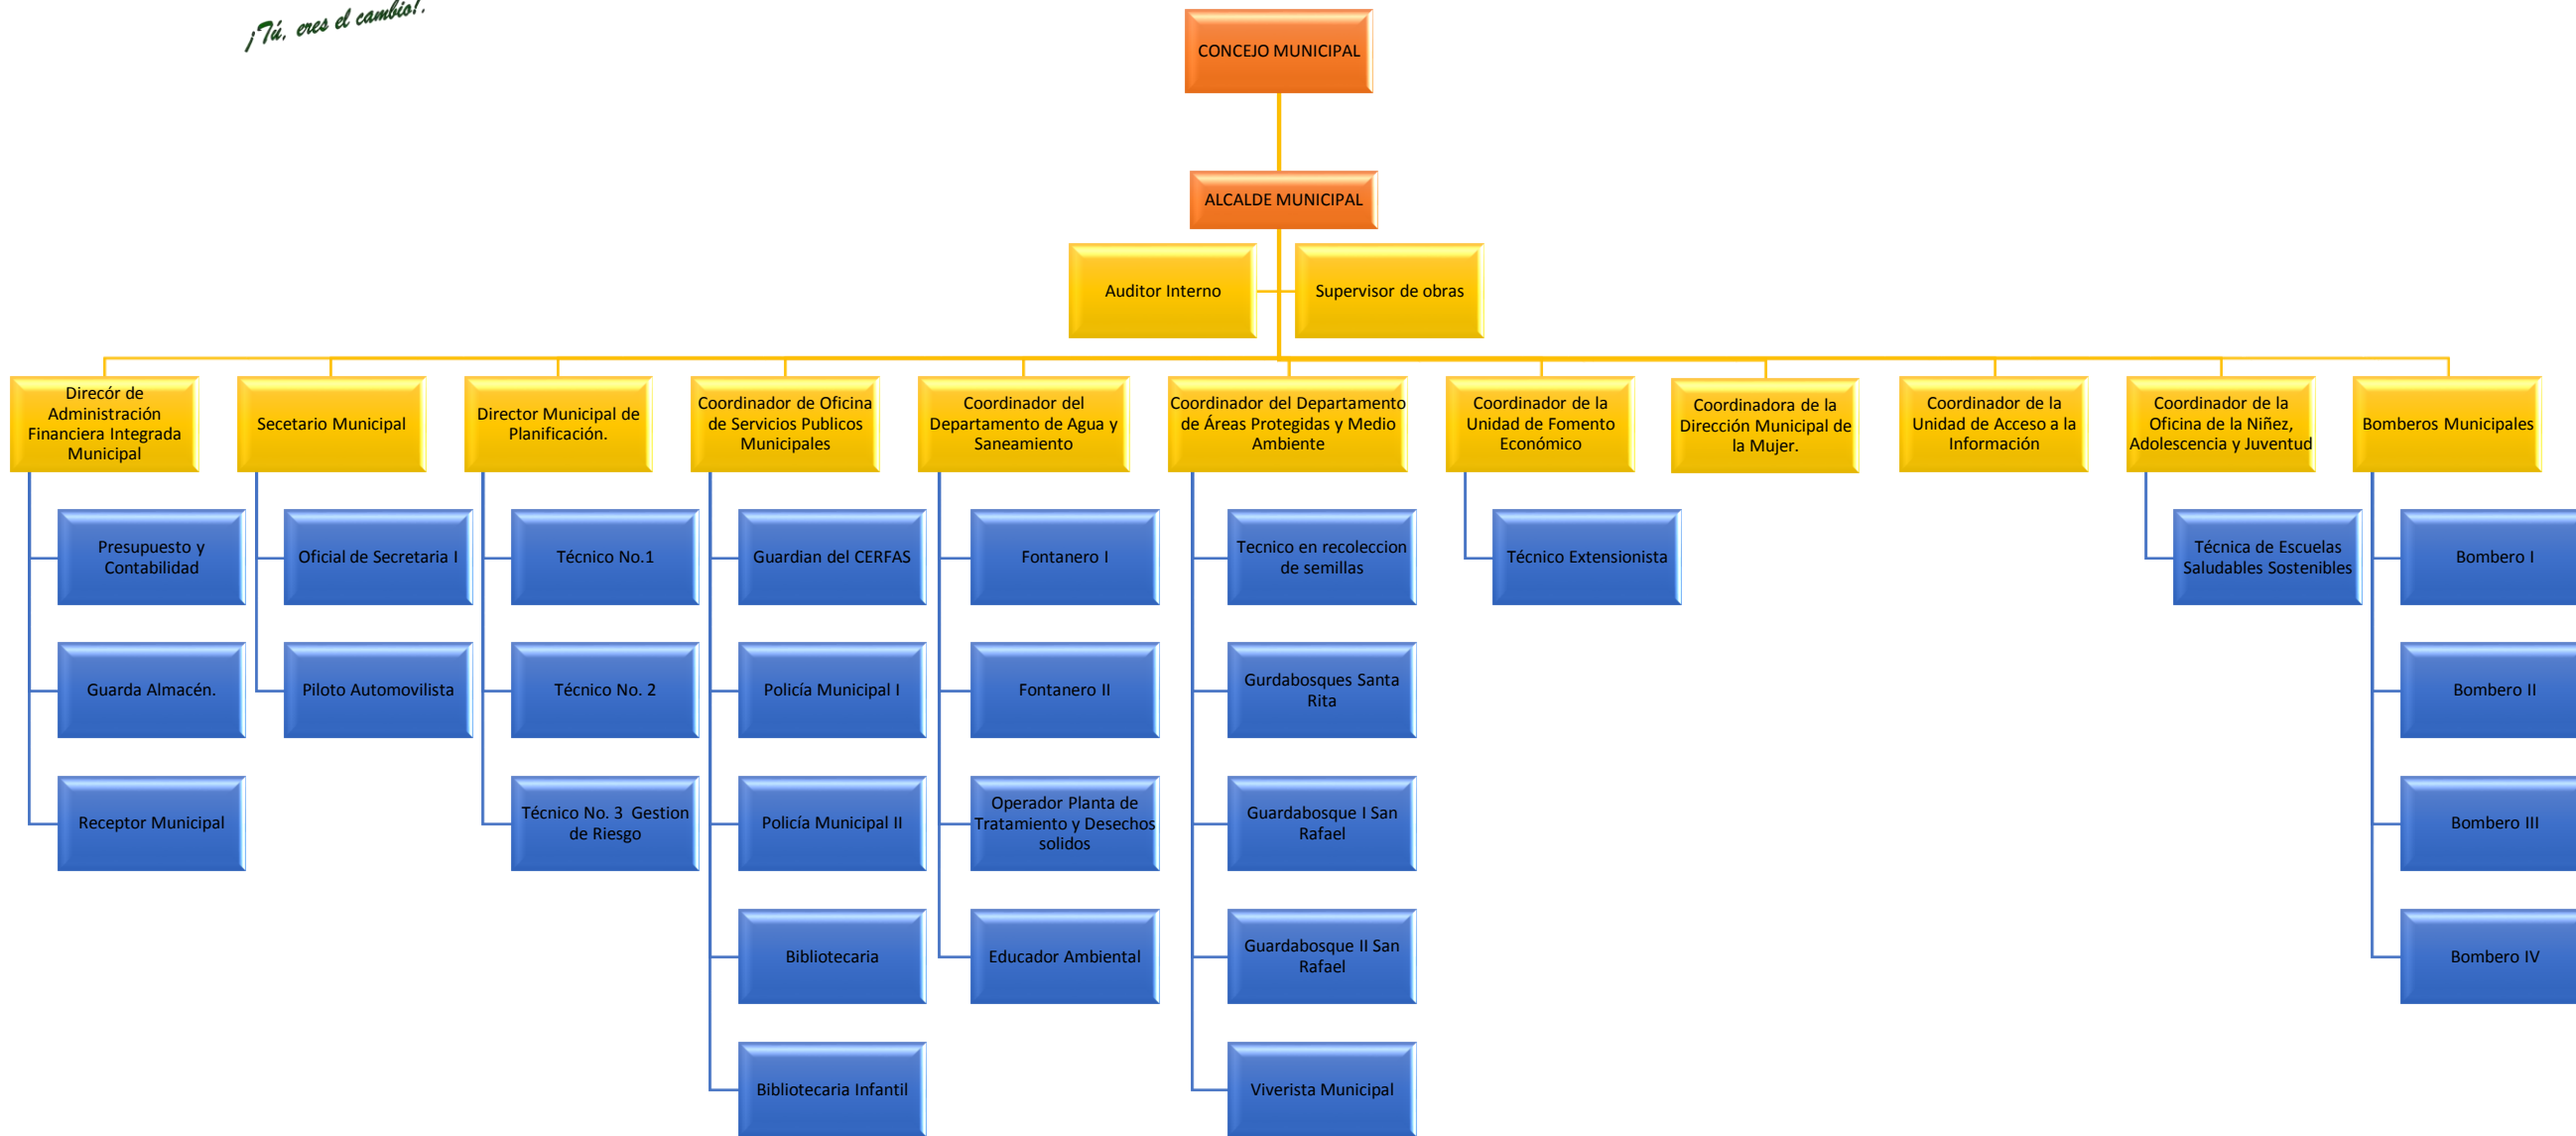 ¡Tú, eres el cambio!.
CONCEJO MUNICIPAL
ALCALDE MUNICIPAL
Auditor Interno
Supervisor de obras
Direcór de
Administración
Financiera Integrada
Municipal
Secetario Municipal
Director Municipal de
Planificación.
Coordinador de Oficina
de Servicios Publicos
Municipales
Coordinador del
Departamento de Agua y
Saneamiento
Coordinador del Departamento
de Áreas Protegidas y Medio
Ambiente
Coordinador de la
Unidad de Fomento
Económico
Coordinadora de la
Dirección Municipal de
la Mujer.
Coordinador de la
Unidad de Acceso a la
Información
Coordinador de la
Oficina de la Niñez,
Adolescencia y Juventud
Bomberos Municipales
Presupuesto y
Contabilidad
Guarda Almacén.
Receptor Municipal
Oficial de Secretaria I
Piloto Automovilista
Técnico No.1
Técnico No. 2
Técnico No. 3 Gestion
de Riesgo
Guardian del CERFAS
Policía Municipal I
Policía Municipal II
Bibliotecaria
Bibliotecaria Infantil
Fontanero I
Fontanero II
Operador Planta de
Tratamiento y Desechos
solidos
Educador Ambiental
Tecnico en recoleccion
de semillas
Gurdabosques Santa
Rita
Guardabosque I San
Rafael
Guardabosque II San
Rafael
Viverista Municipal
Técnico Extensionista
Técnica de Escuelas
Saludables Sostenibles
Bombero I
Bombero II
Bombero III
Bombero IV